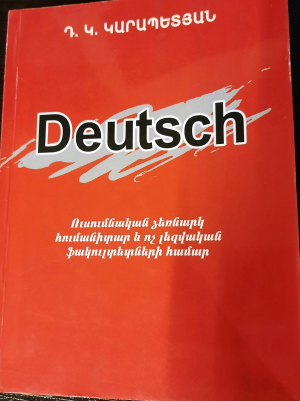 Դ. Կ. ԿԱՐԱՊԵՏՅԱՆ
Deutsch
Ուսումնական ձեռնարկ
հումանիտար և ոչ լեզվական
ֆակուլտետների համար